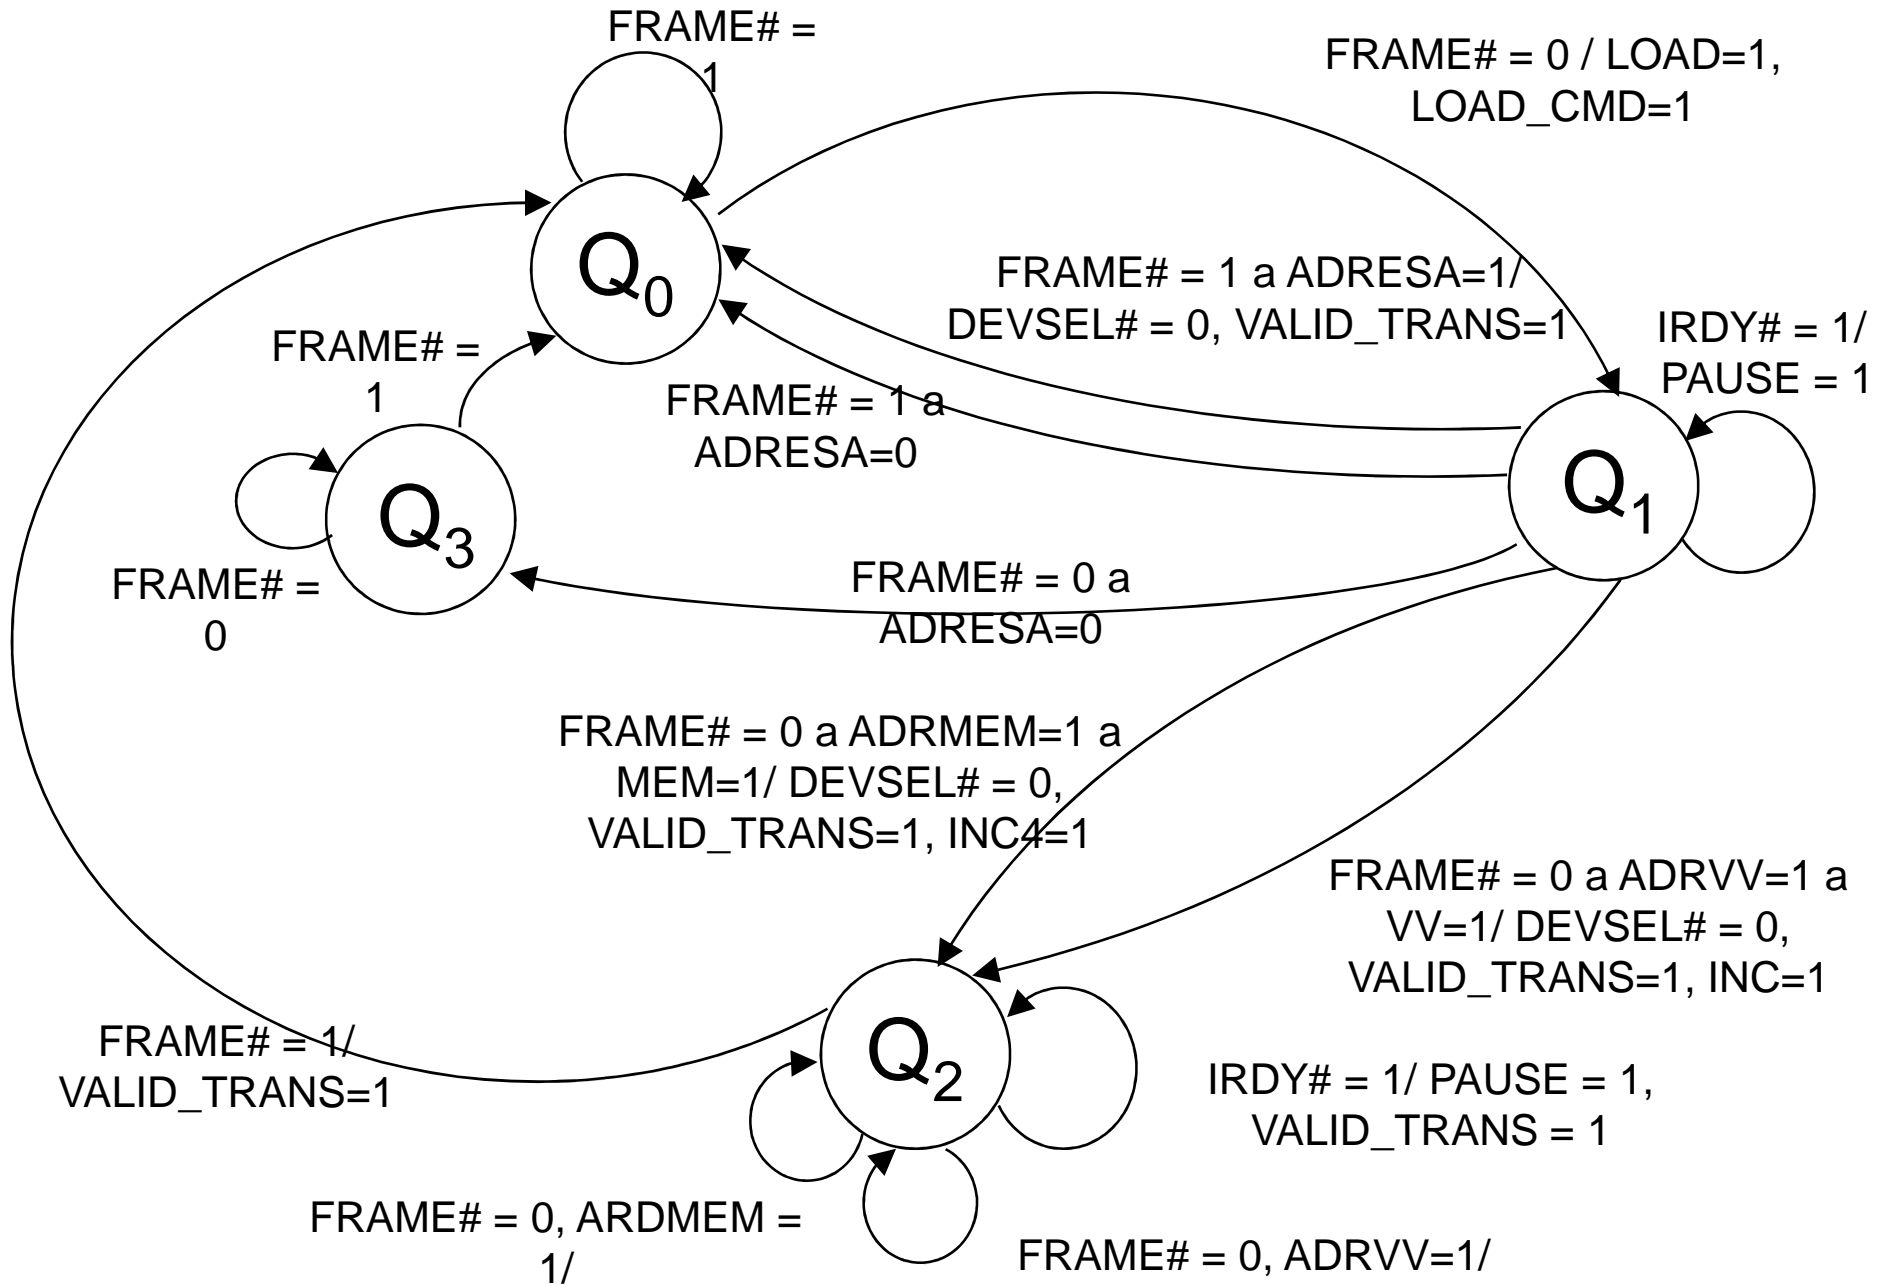 FRAME# =
1
FRAME# = 0 / LOAD=1,
LOAD_CMD=1
Q0
FRAME# = 1 a ADRESA=1/
DEVSEL# = 0, VALID_TRANS=1
IRDY# = 1/
PAUSE = 1
FRAME# =
1
FRAME# = 1 a
ADRESA=0
Q1
Q3
FRAME# =
0
FRAME# = 0 a
ADRESA=0
FRAME# = 0 a ADRMEM=1 a
MEM=1/ DEVSEL# = 0,
VALID_TRANS=1, INC4=1
FRAME# = 0 a ADRVV=1 a
VV=1/ DEVSEL# = 0,
VALID_TRANS=1, INC=1
FRAME# = 1/
VALID_TRANS=1
Q2
IRDY# = 1/ PAUSE = 1,
VALID_TRANS = 1
FRAME# = 0, ARDMEM =
1/
FRAME# = 0, ADRVV=1/